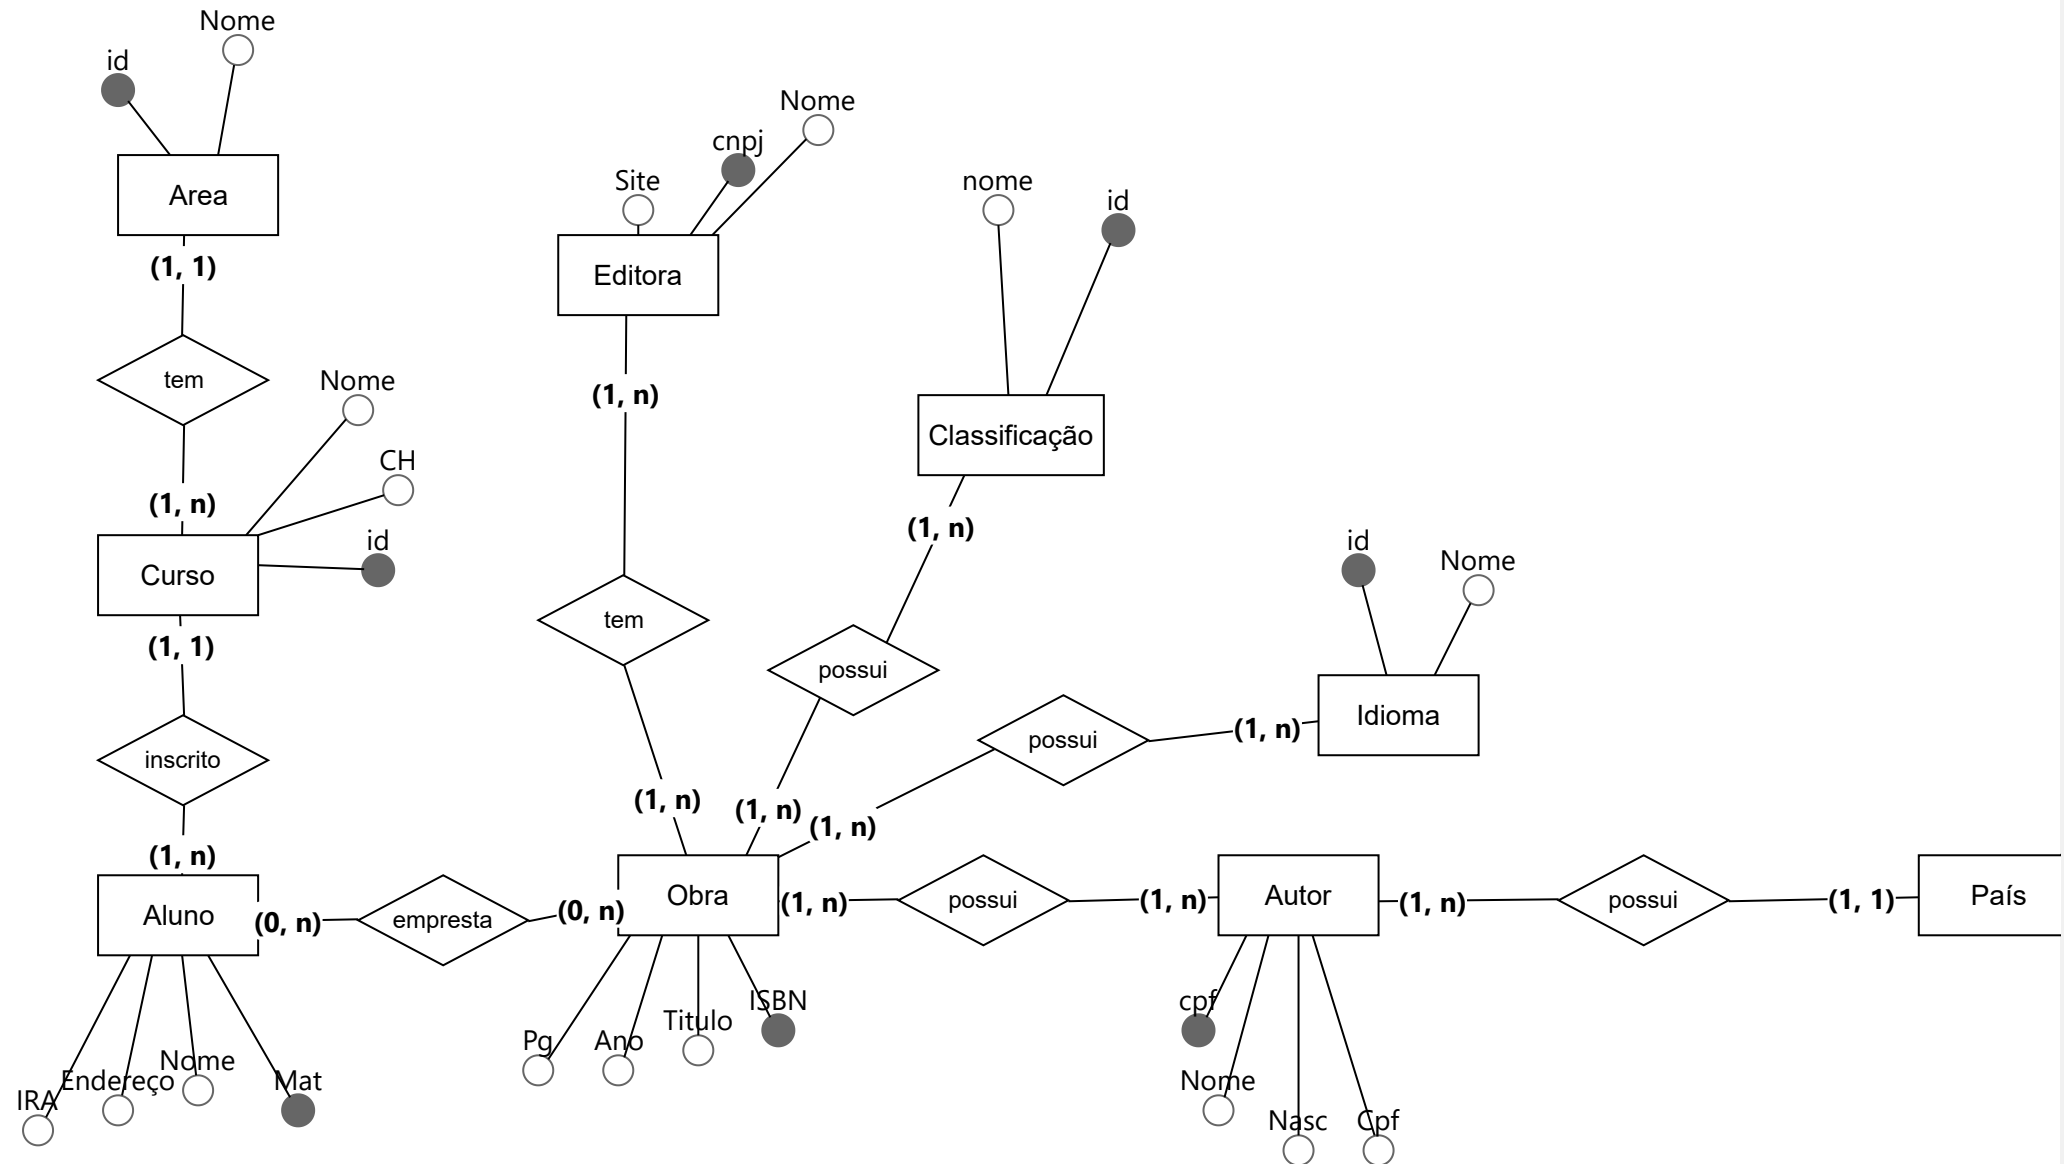 Nome
id
Area
(1, 1)
tem
Nome
CH
id
(1, n)
Curso
(1, 1)
inscrito
(1, n)
Aluno
(0, n)
empresta
(0, n)
IRA
Endereço
Nome
Mat
Nome
cnpj
Site
Editora
(1, n)
tem
(1, n)
nome
id
Classificação
(1, n)
possui
(1, n)
id
Nome
Idioma
(1, n)
possui
(1, n)
Obra
Pg
Ano
Titulo
ISBN
(1, n)
possui
(1, n)
Autor
cpf
Nome
Nasc
Cpf
(1, n)
possui
(1, 1)
País